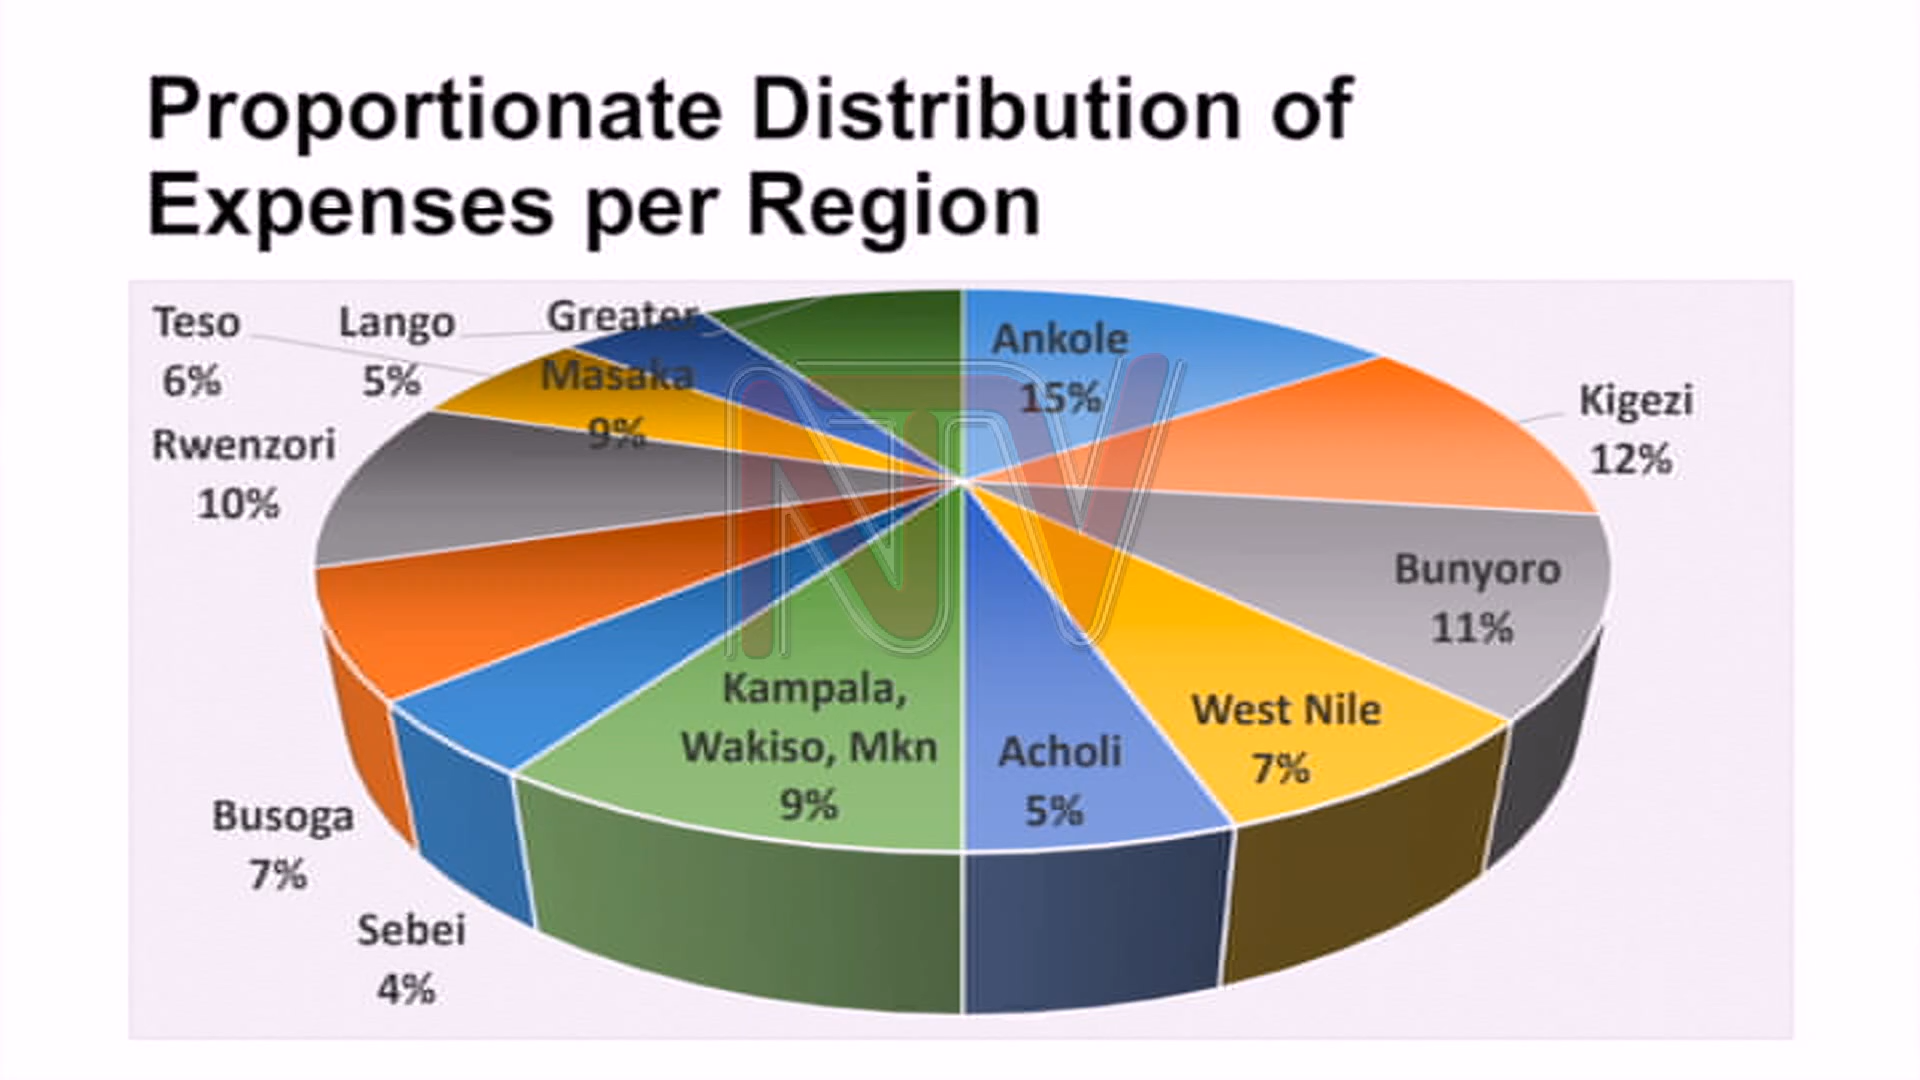 Proportionate Distribution of
Expenses per Region
Teso
6%
Lango
5%
Greater
Masaka
9%
Ankole
15%
Kigezi
12%
Rwenzori
10%
Bunyoro
11%
West Nile
7%
Kampala,
Wakiso, Mkn
9%
Acholi
5%
Busoga
7%
Sebei
4%
NTV